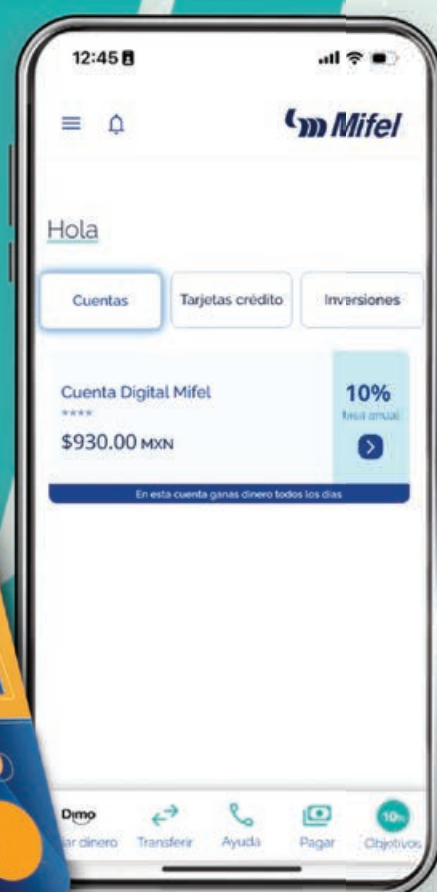 12:45
Mifel
Hola
Cuentas
Tarjetas crédito
Inversiones
Cuenta Digital Mifel
****
10%
tasa anual
$930.00 MXN
En esta cuenta ganas dinero todos los días
Dimo
ar dinero
Transferir
Ayuda
Pagar
10%
Objetivos